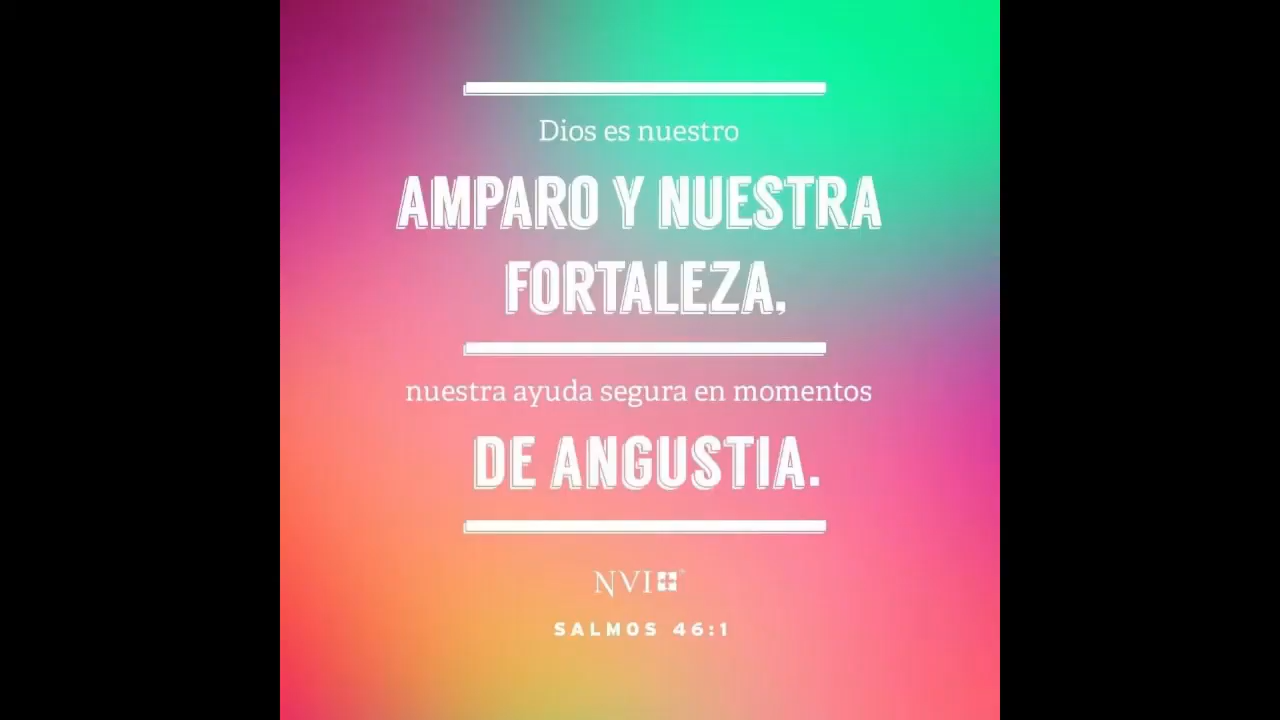 Dios es nuestro
AMPARO Y NUESTRA
FORTALEZA,
nuestra ayuda segura en momentos
DE ANGUSTIA.
NVI
SALMOS 46:1